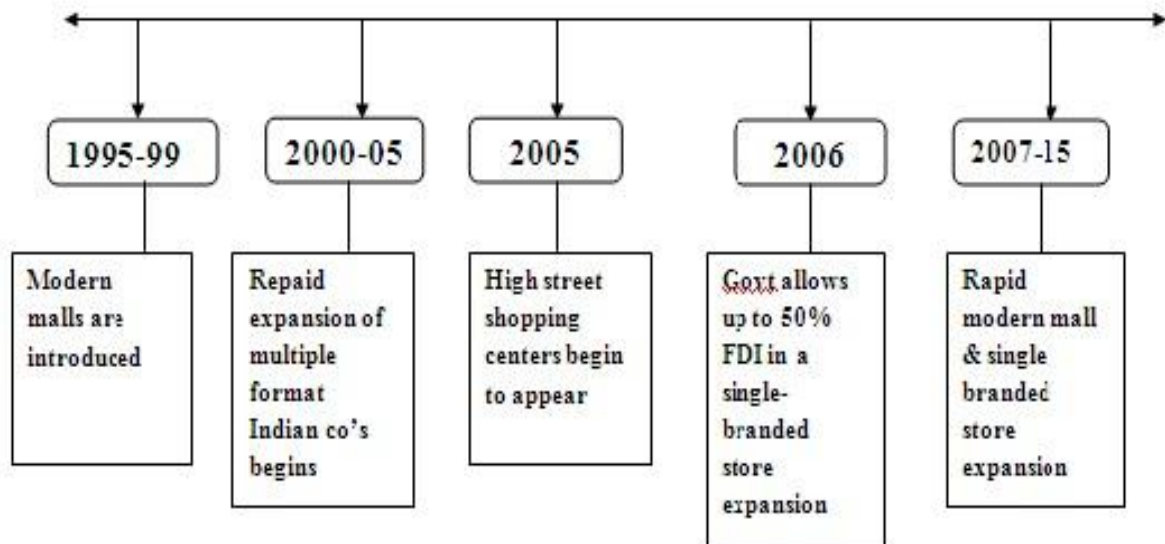 1995-99
2000-05
2005
2006
2007-15
Modern
malls are
introduced
Repaid
expansion of
multiple
format
Indian co's
begins
High street
shopping
centers begin
to appear
Govt allows
up to 50%
FDI in a
single-
branded
store
expansion
Rapid
modern mall
& single
branded
store
expansion